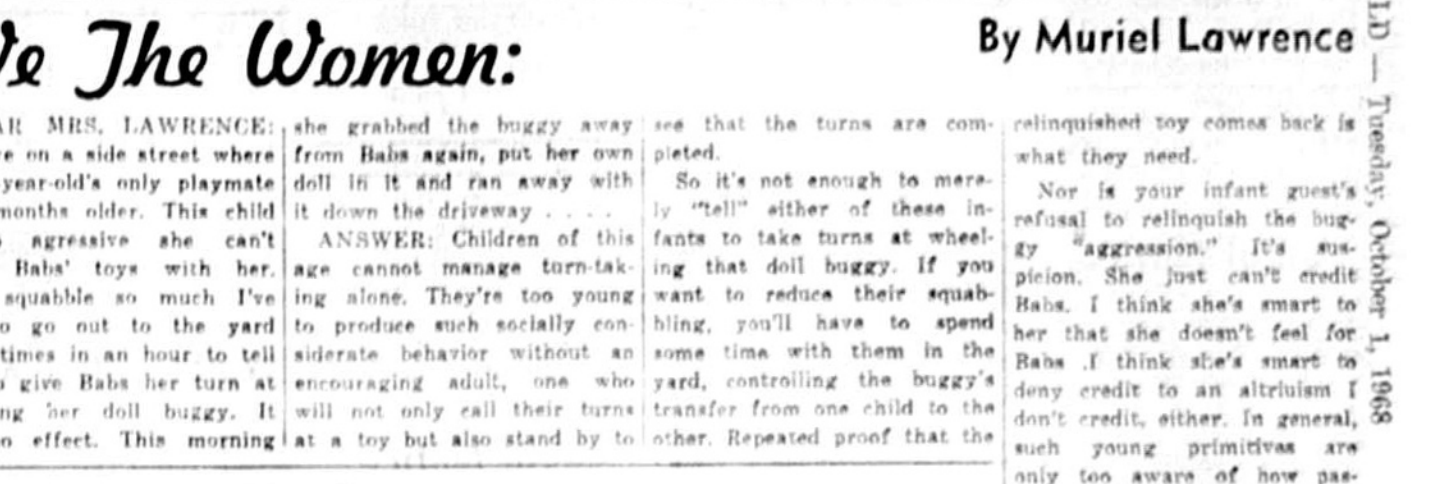 We The Women:
By Muriel Lawrence
AR MRS. LAWRENCE:
e on a side street where
year-old's only playmate
months older. This child
agressive she can't
Babs' toys with her.
squabble so much I've
o go out to the yard
times in an hour to tell
give Babs her turn at
ng her doll buggy. It
o effect. This morning
she grabbed the buggy away
from Babs again, put her own
doll in it and ran away with
it down the driveway . . . .
ANSWER: Children of this
age cannot manage turn-tak-
ing alone. They're too young
to produce such socially con-
siderate behavior without an
encouraging adult, one who
will not only call their turns
at a toy but also stand by to
see that the turns are com-
pleted.
So it's not enough to mere-
ly "tell" either of these in-
fants to take turns at wheel-
ing that doll buggy. If you
want to reduce their squab-
bling, you'll have to spend
some time with them in the
yard, controlling the buggy's
transfer from one child to the
other. Repeated proof that the
relinquished toy comes back is
what they need.
Nor is your infant guest's
refusal to relinquish the bug-
gy "aggression." It's sus-
picion. She just can't credit
Babs. I think she's smart to
her that she doesn't feel for
Babs .I think she's smart to
deny credit to an altriuism I
don't credit, either. In general,
such young primitives are
only too aware of how pas-
LD — Tuesday, October 1, 1968